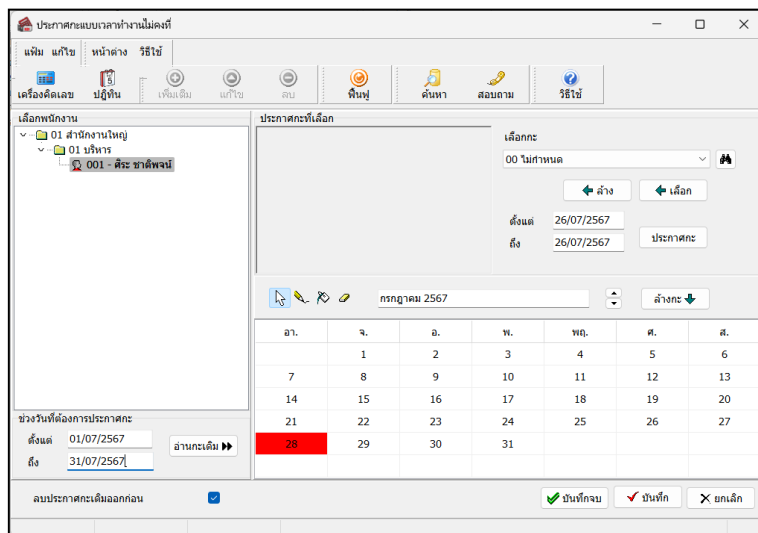 ประกาศกะแบบเวลาทำงานไม่คงที่
แฟ้ม แก้ไข หน้าต่าง วิธีใช้
เครื่องคิดเลข ปฏิทิน เพิ่มเติม แก้ไข ลบ พื้นฟู ค้นหา สอบถาม วิธีใช้
เลือกพนักงาน
01 สำนักงานใหญ่
01 บริหาร
001 - ศิระ ชาติพจน์
ช่วงวันที่ต้องการประกาศกะ
ตั้งแต่ 01/07/2567
ถึง 31/07/2567
อ่านกะเดิม
ประกาศกะที่เลือก
เลือกกะ
00 ไม่กำหนด
ล้าง เลือก
ตั้งแต่ 26/07/2567
ถึง 26/07/2567
ประกาศกะ
กรกฎาคม 2567 ล้างกะ
อา. จ. อ. พ. พฤ. ศ. ส.
1 2 3 4 5 6
7 8 9 10 11 12 13
14 15 16 17 18 19 20
21 22 23 24 25 26 27
28 29 30 31
ลบประกาศกะเดิมออกก่อน
บันทึกจบ บันทึก ยกเลิก